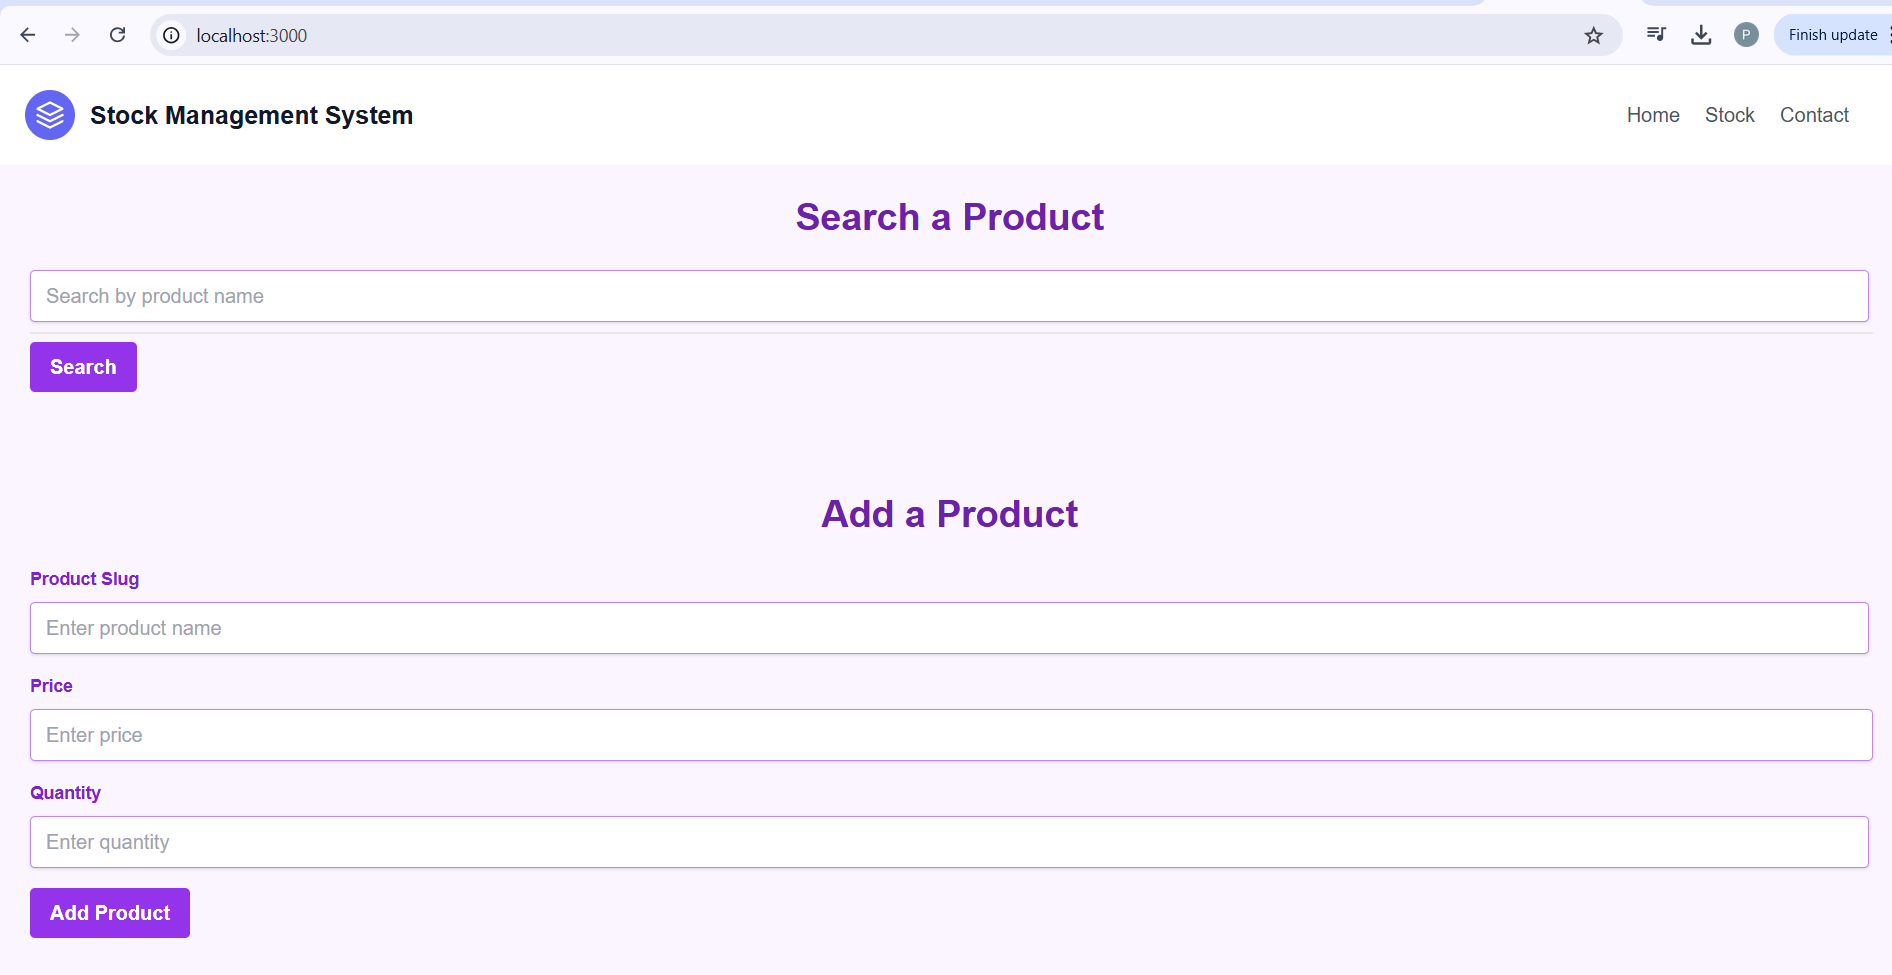 localhost:3000
P
Finish update
Stock Management System
Home Stock Contact
Search a Product
Search by product name
Search
Add a Product
Product Slug
Enter product name
Price
Enter price
Quantity
Enter quantity
Add Product